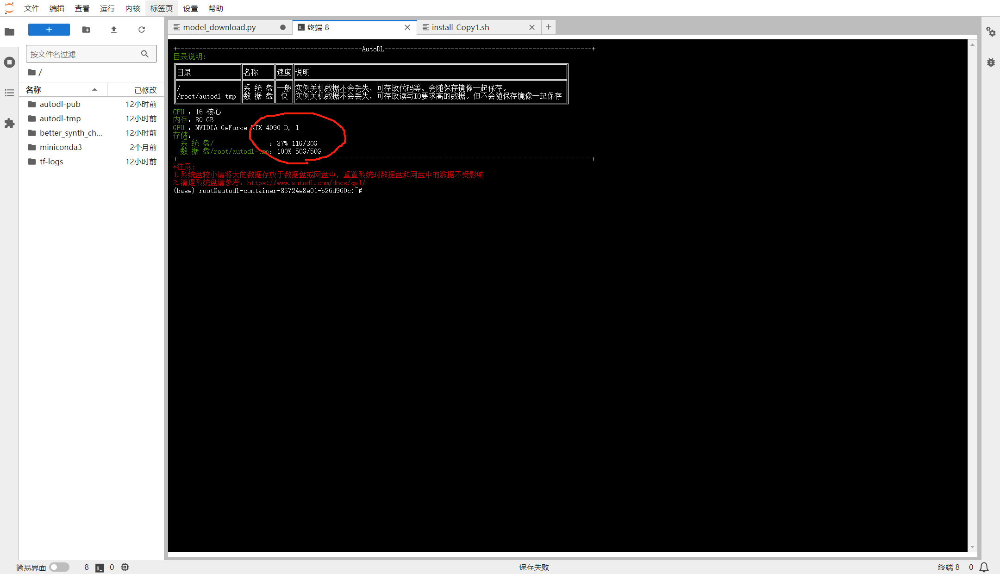 文件 编辑 查看 运行 内核 标签页 设置 帮助
+
按文件名过滤
/
名称 已修改
autodl-pub 12小时前
autodl-tmp 12小时前
better_synth_ch... 12小时前
miniconda3 2个月前
tf-logs 12小时前
model_download.py 终端 8 install-Copy1.sh
+--------------------------------------------------AutoDL--------------------------------------------------------+
目录说明:
目录 名称 速度 说明
/ 系 统 盘 一般 实例关机数据不会丢失，可存放代码等。会随保存镜像一起保存。
/root/autodl-tmp 数 据 盘 快 实例关机数据不会丢失，可存放读写IO要求高的数据。但不会随保存镜像一起保存
CPU ：16 核心
内存：80 GB
GPU ：NVIDIA GeForce RTX 4090 D, 1
存储：
系 统 盘/ ：37% 11G/30G
数 据 盘/root/autodl-tmp：100% 50G/50G
+----------------------------------------------------------------------------------------------------------------+
*注意:
1.系统盘较小请将大的数据存放于数据盘或网盘中，重置系统时数据盘和网盘中的数据不受影响
2.清理系统盘请参考：https://www.autodl.com/docs/qa1/
(base) root@autodl-container-85724e8e01-b26d960c:~#
简易界面 8 $_ 0 保存失败 终端 8 0